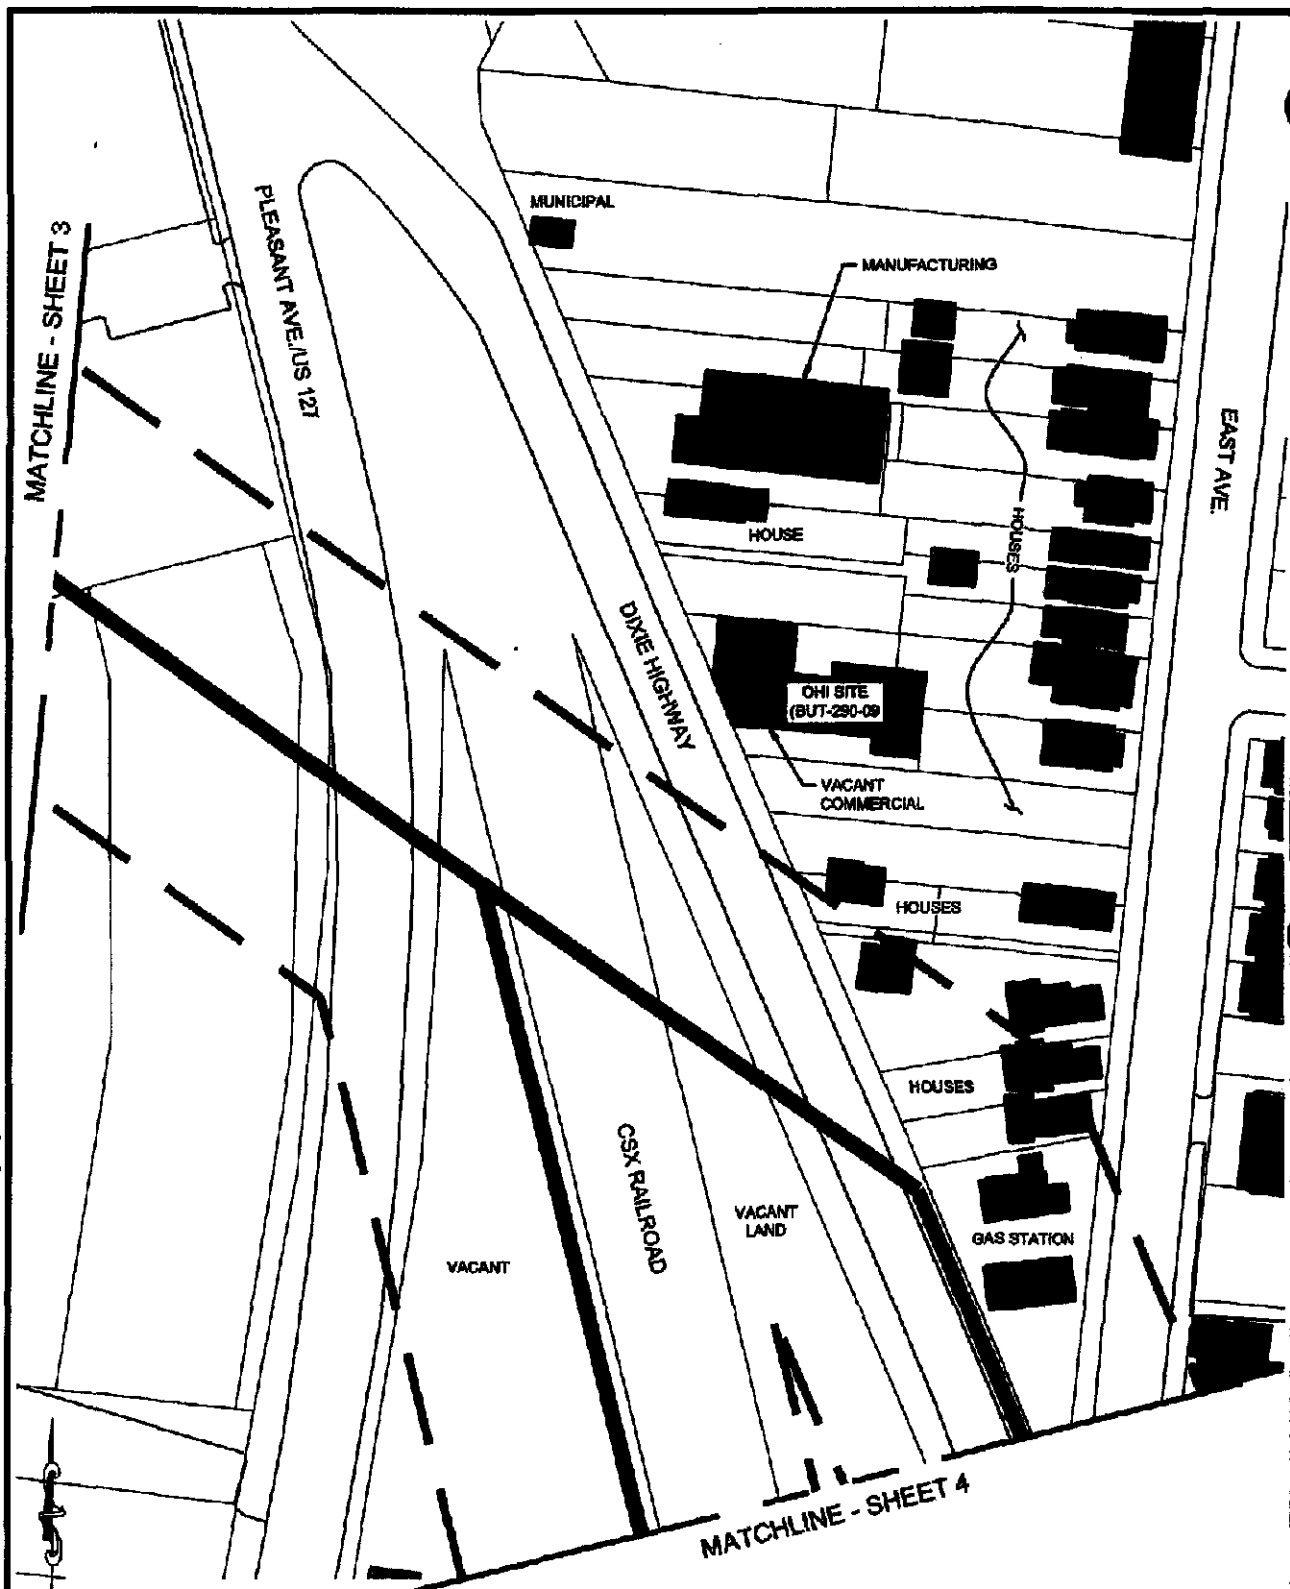 MUNICIPAL
MANUFACTURING
PLEASANT AVE./US 127
MATCHLINE - SHEET 3
EAST AVE.
HOUSES
HOUSE
DIXIE HIGHWAY
OHI SITE
(BUT-290-09
VACANT
COMMERCIAL
HOUSES
HOUSES
CSX RAILROAD
VACANT
LAND
GAS STATION
VACANT
MATCHLINE - SHEET 4